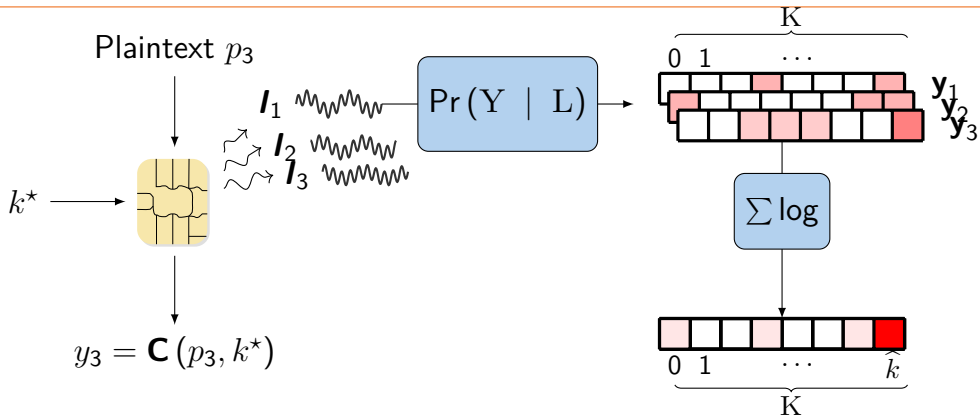 K
Plaintext p₃
0 1 ⋯
l₁
Pr (Y | L)
y₁
y₂
y₃
l₂
l₃
k⋆
∑ log
y₃ = C (p₃, k⋆)
0 1 ⋯ k̂
K